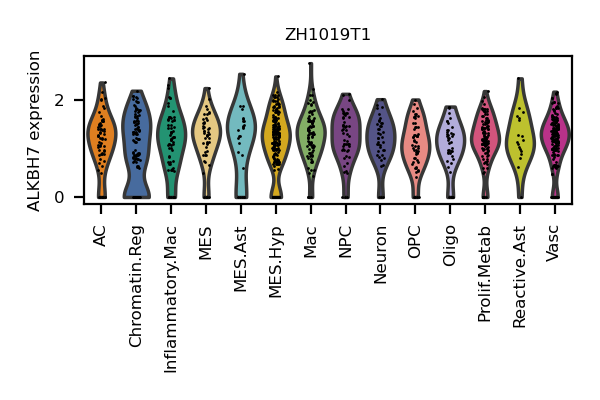 ZH1019T1
ALKBH7 expression
2
0
AC
Chromatin.Reg
Inflammatory.Mac
MES
MES.Ast
MES.Hyp
Mac
NPC
Neuron
OPC
Oligo
Prolif.Metab
Reactive.Ast
Vasc